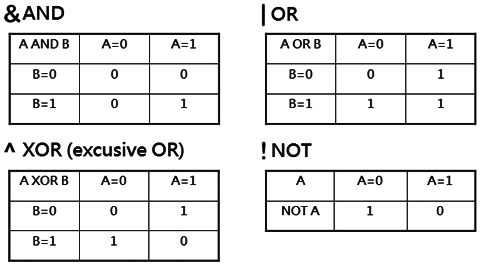 &AND
A AND B A=0 A=1
B=0 0 0
B=1 0 1
|OR
A OR B A=0 A=1
B=0 0 1
B=1 1 1
^ XOR (excusive OR)
A XOR B A=0 A=1
B=0 0 1
B=1 1 0
!NOT
A A=0 A=1
NOT A 1 0